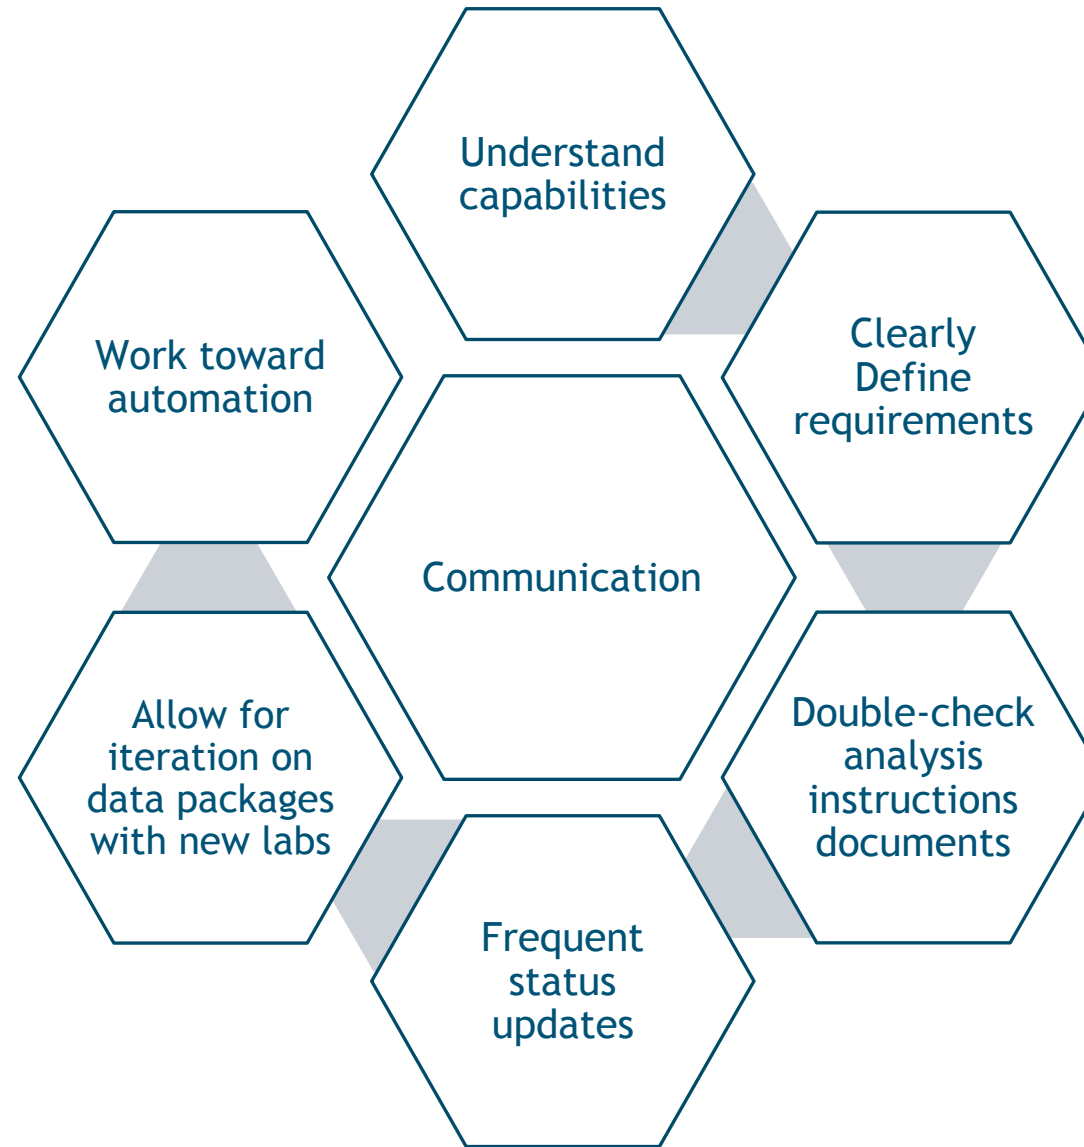 Understand
capabilities
Clearly
Define
requirements
Double-check
analysis
instructions
documents
Frequent
status
updates
Allow for
iteration on
data packages
with new labs
Work toward
automation
Communication